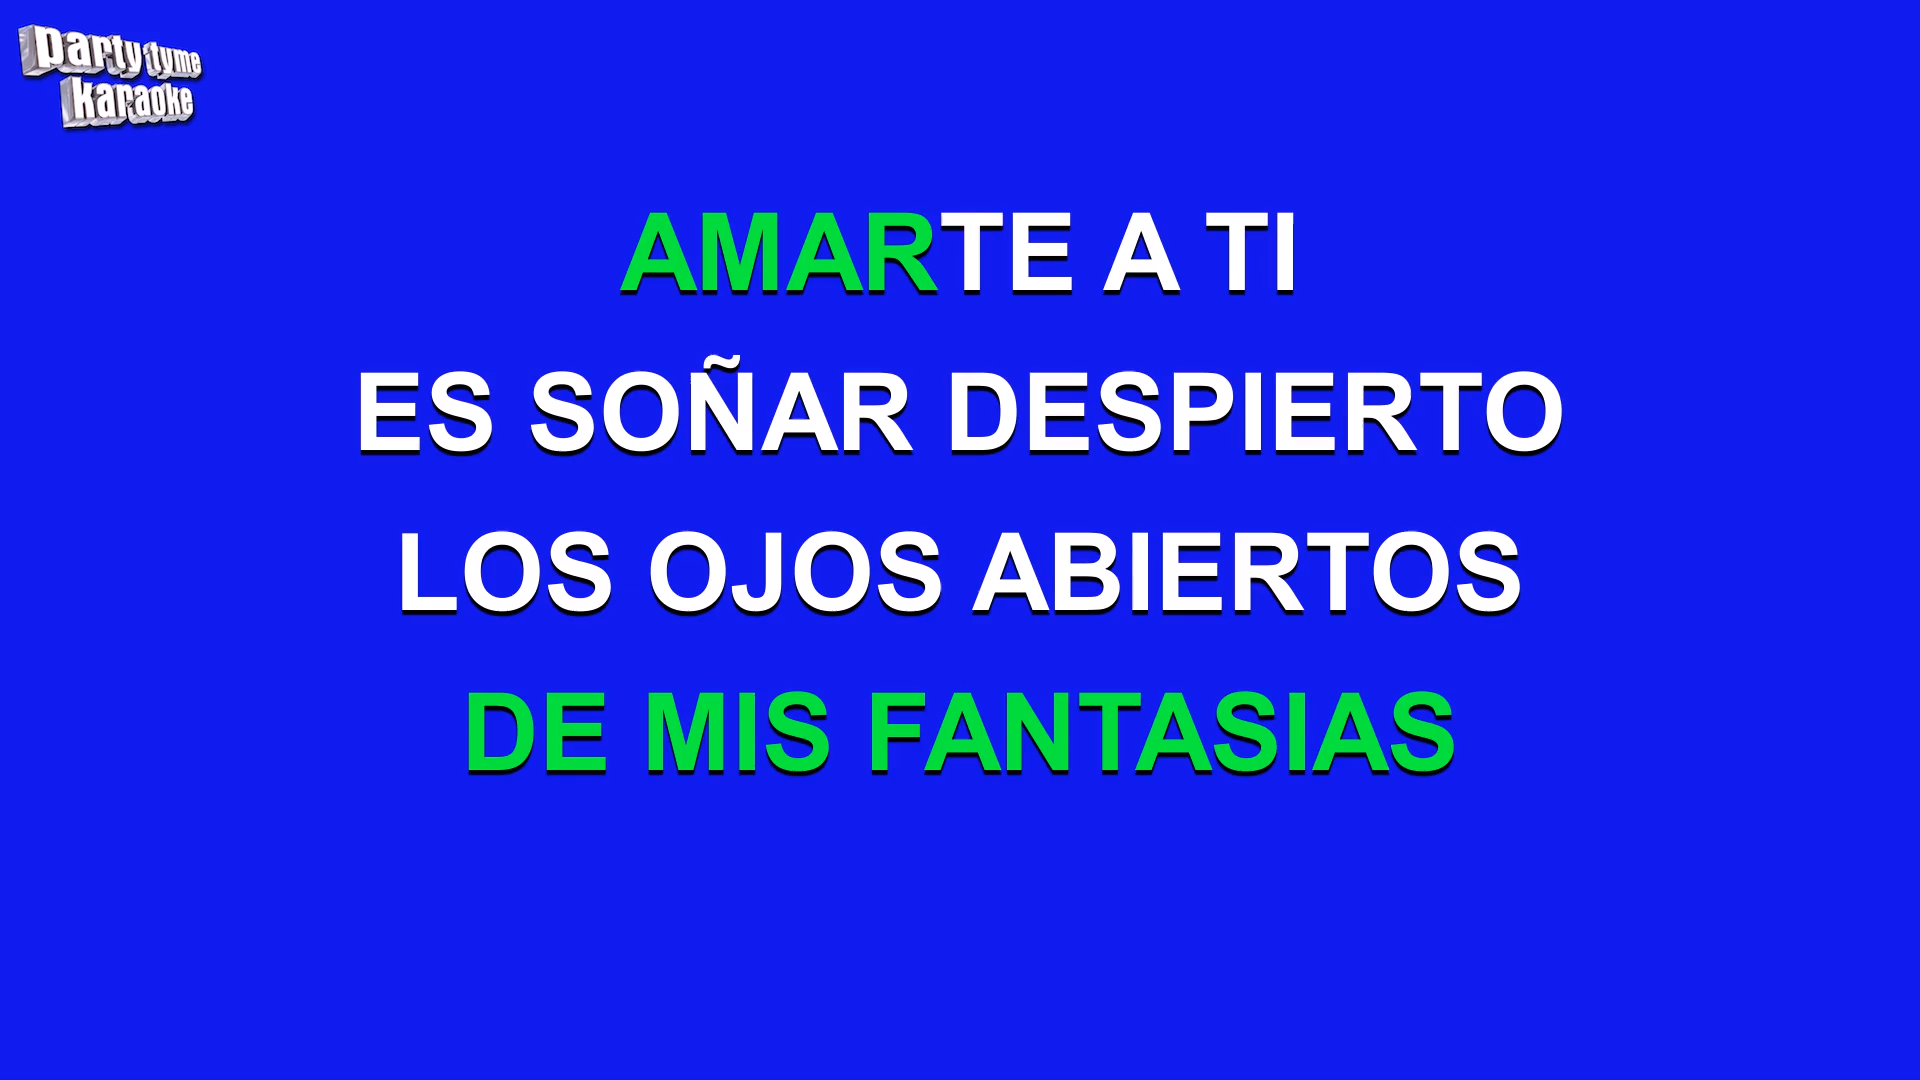 party tyme
karaoke
AMARTE A TI
ES SOÑAR DESPIERTO
LOS OJOS ABIERTOS
DE MIS FANTASIAS